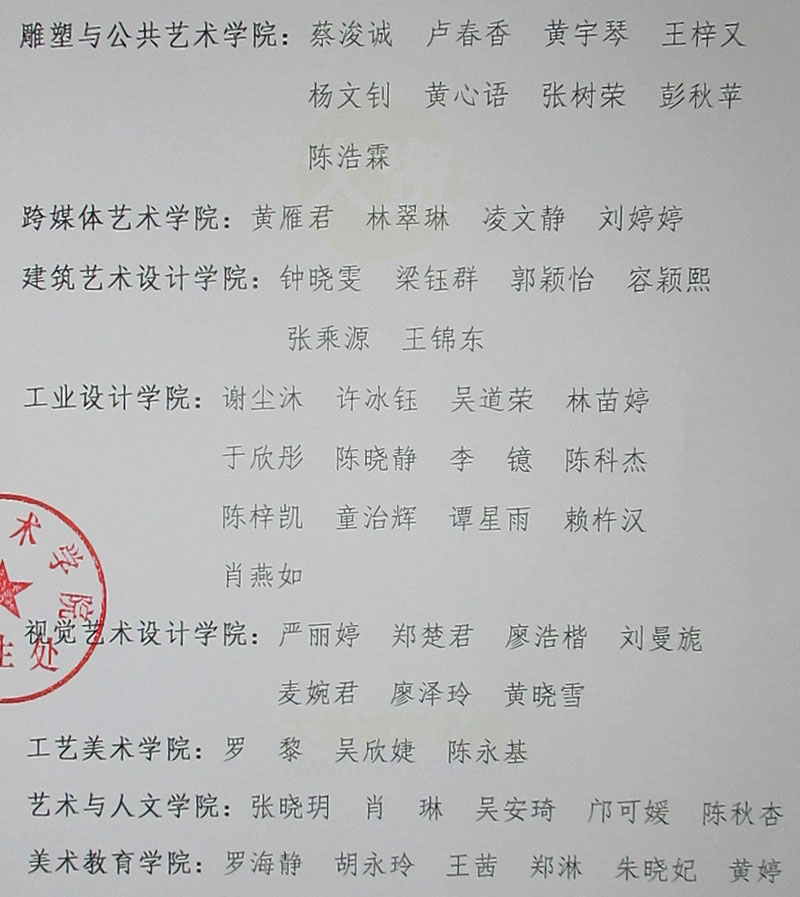 雕塑与公共艺术学院：蔡浚诚 卢春香 黄宇琴 王梓又
杨文钊 黄心语 张树荣 彭秋苹
陈浩霖
跨媒体艺术学院：黄雁君 林翠琳 凌文静 刘婷婷
建筑艺术设计学院：钟晓雯 梁钰群 郭颖怡 容颖熙
张乘源 王锦东
工业设计学院：谢尘沐 许冰钰 吴道荣 林苗婷
于欣彤 陈晓静 李 镱 陈科杰
陈梓凯 童治辉 谭星雨 赖杵汉
肖燕如
术学院
生处
视觉艺术设计学院：严丽婷 郑楚君 廖浩楷 刘曼旎
麦婉君 廖泽玲 黄晓雪
工艺美术学院：罗 黎 吴欣婕 陈永基
艺术与人文学院：张晓玥 肖 琳 吴安琦 邝可媛 陈秋杏
美术教育学院：罗海静 胡永玲 王茜 郑淋 朱晓妃 黄婷